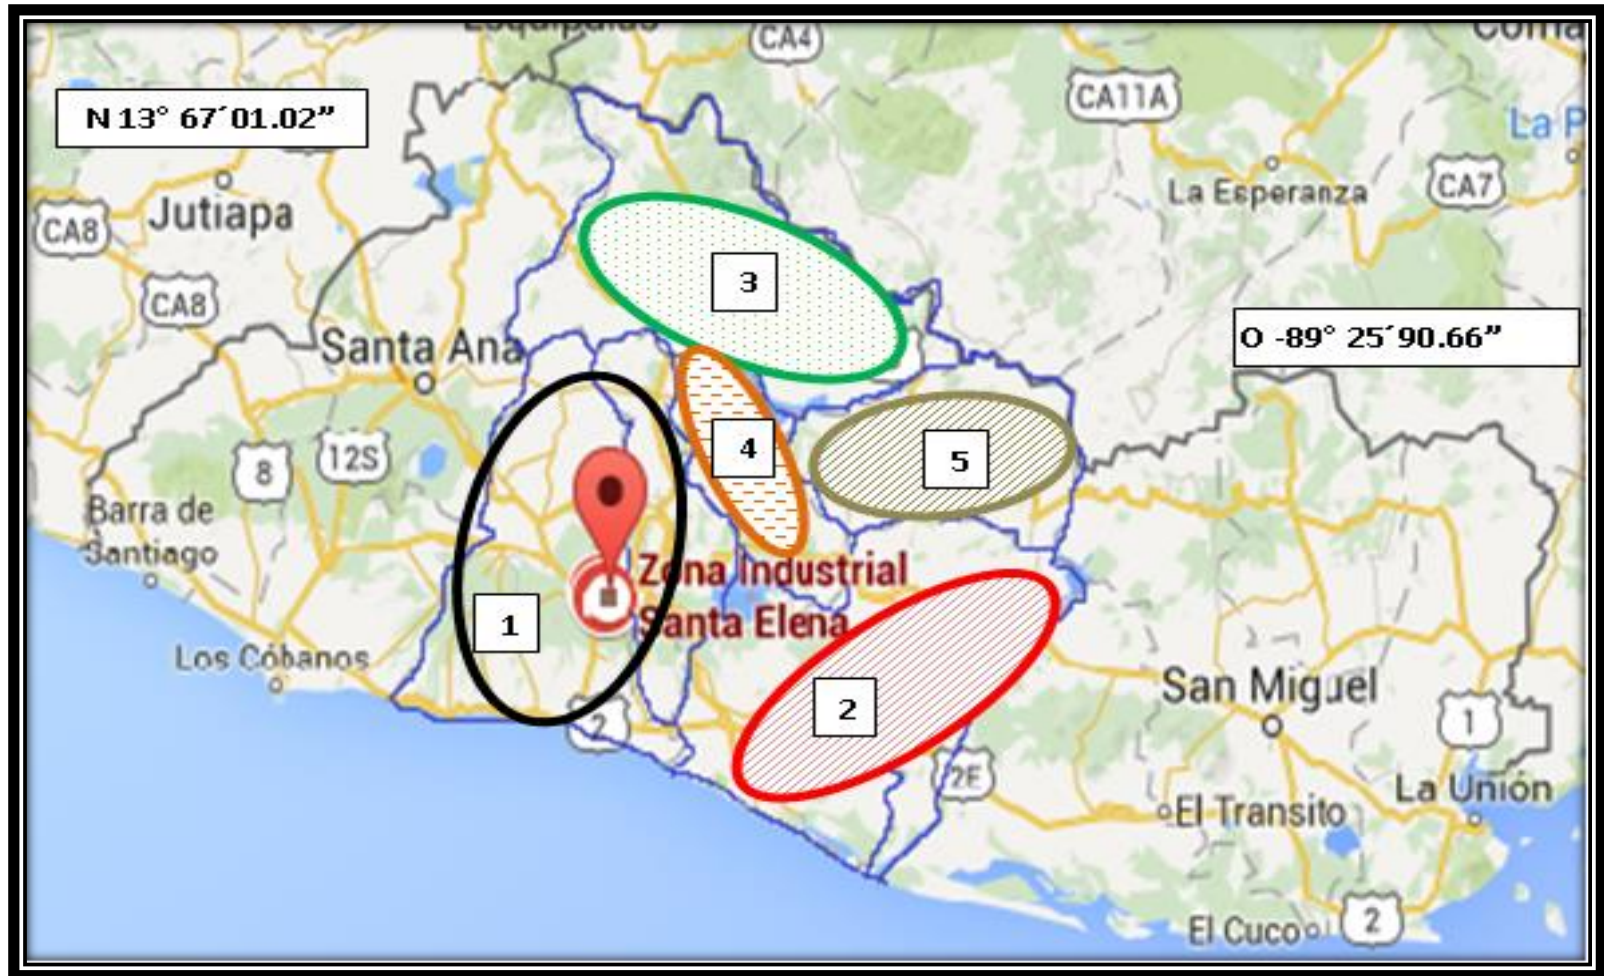 Esquipulas
CA4
N 13° 67´01.02”
CA11A
La P
La Esperanza
CA7
CA8
Jutiapa
CA8
3
O -89° 25´90.66”
Santa Ana
4
5
8
12S
Barra de
Santiago
Zona Industrial
Santa Elena
1
Los Cóbanos
San Miguel
2
2
1
2E
El Transito
La Unión
El Cuco
2